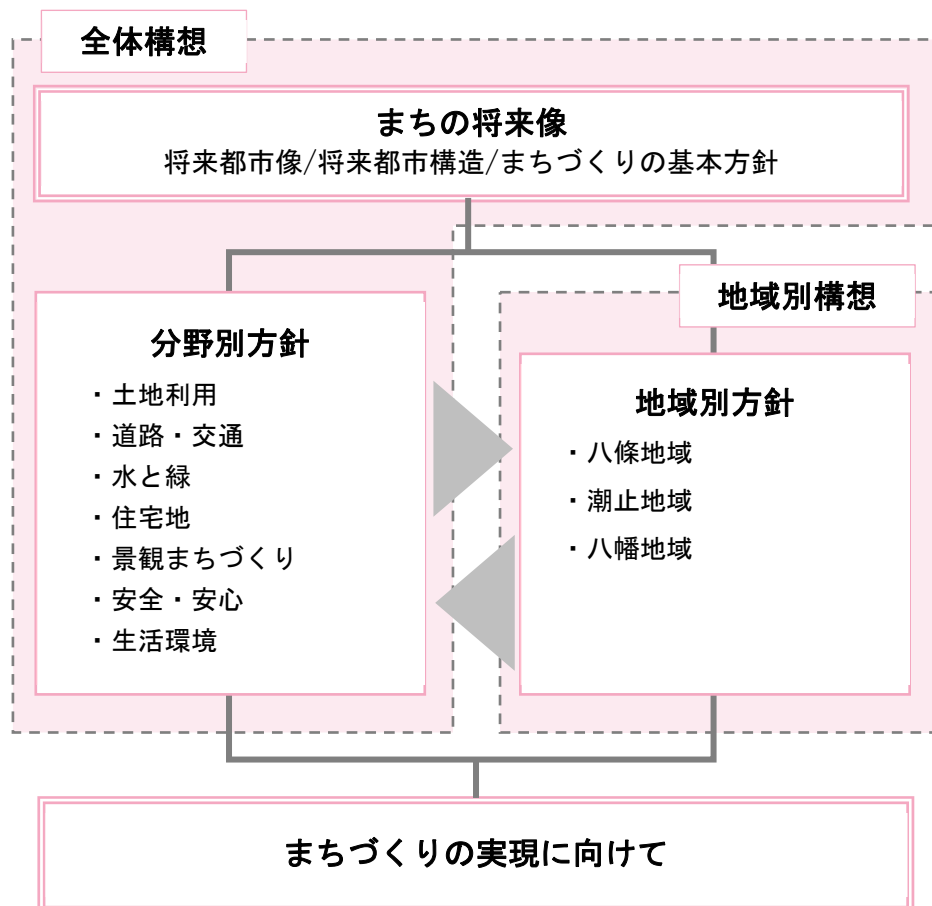 全体構想
まちの将来像
将来都市像/将来都市構造/まちづくりの基本方針
分野別方針
・土地利用
・道路・交通
・水と緑
・住宅地
・景観まちづくり
・安全・安心
・生活環境
地域別構想
地域別方針
・八條地域
・潮止地域
・八幡地域
まちづくりの実現に向けて